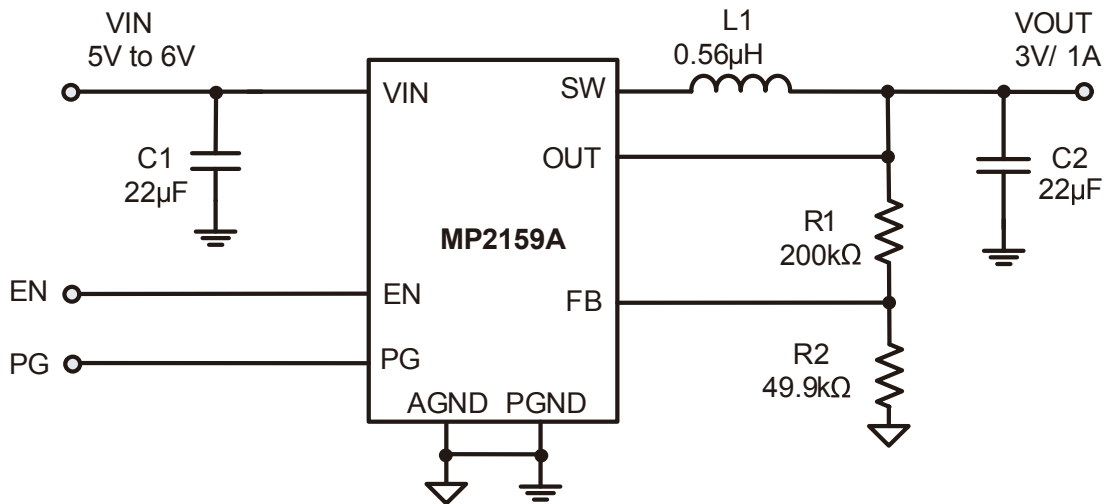 VIN
5V to 6V
L1
0.56µH
VOUT
3V/ 1A
VIN
SW
C1
22µF
OUT
C2
22µF
MP2159A
R1
200kΩ
EN
EN
FB
PG
PG
R2
49.9kΩ
AGND PGND